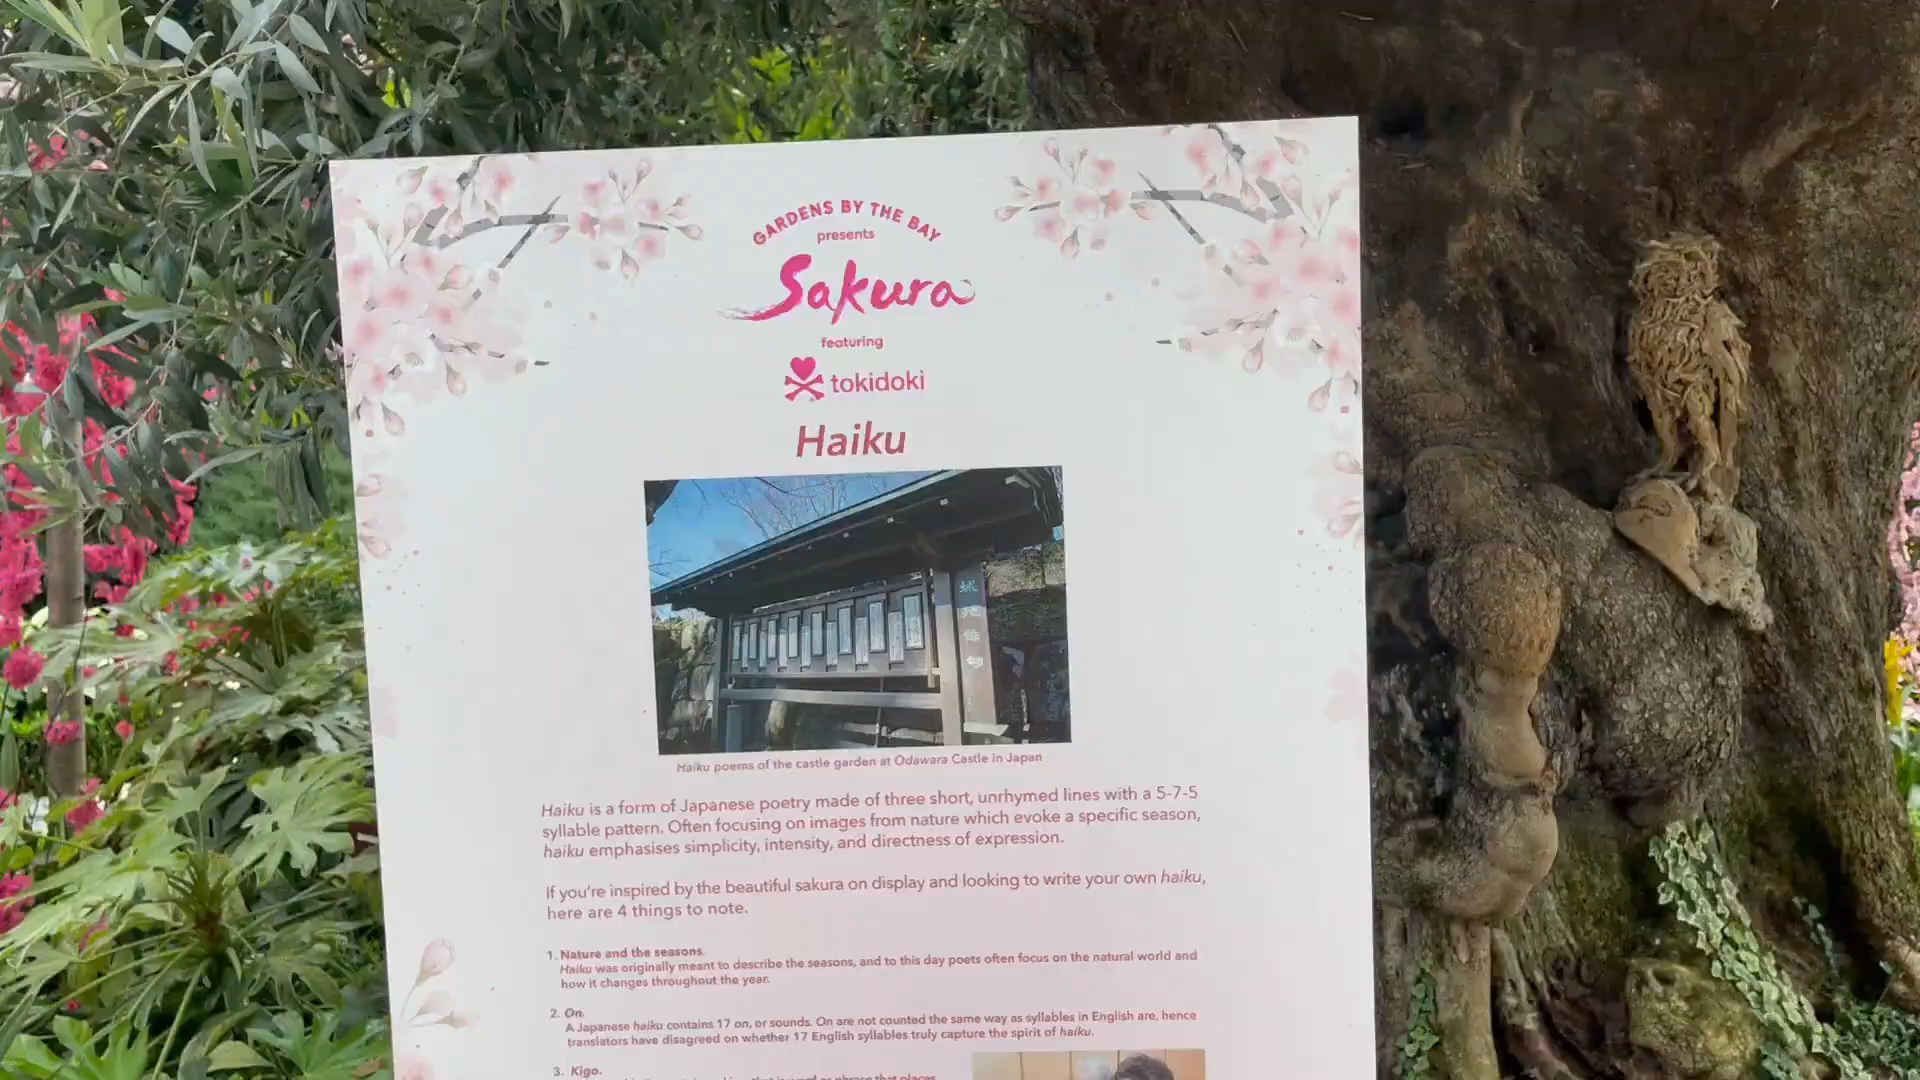 GARDENS BY THE BAY
presents
Sakura
featuring
tokidoki
Haiku
Haiku poems of the castle garden at Odawara Castle in Japan
Haiku is a form of Japanese poetry made of three short, unrhymed lines with a 5-7-5
syllable pattern. Often focusing on images from nature which evoke a specific season,
haiku emphasises simplicity, intensity, and directness of expression.
If you're inspired by the beautiful sakura on display and looking to write your own haiku,
here are 4 things to note.
1. Nature and the seasons.
Haiku was originally meant to describe the seasons, and to this day poets often focus on the natural world and
how it changes throughout the year.
2. On.
A Japanese haiku contains 17 on, or sounds. On are not counted the same way as syllables in English are, hence
translators have disagreed on whether 17 English syllables truly capture the spirit of haiku.
3. Kigo.